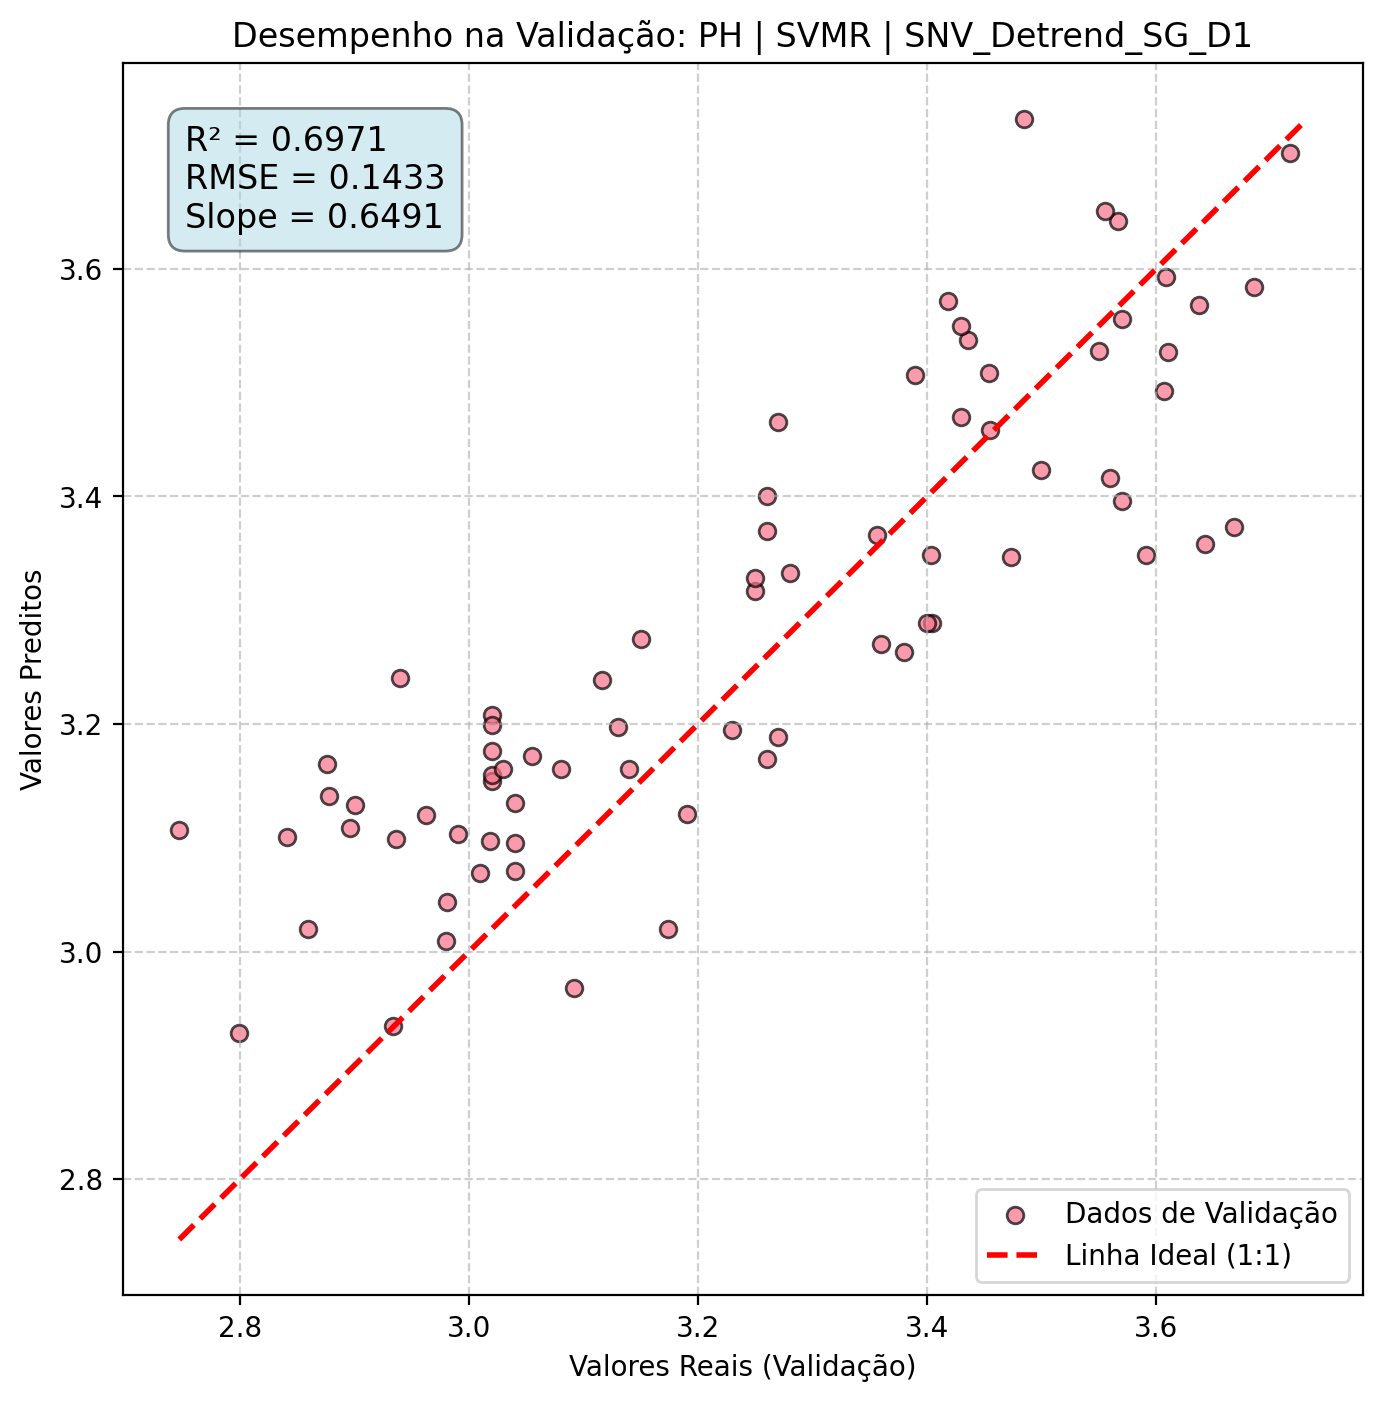 Desempenho na Validação: PH | SVMR | SNV_Detrend_SG_D1
R² = 0.6971
RMSE = 0.1433
Slope = 0.6491
3.6
3.4
3.2
3.0
2.8
Valores Preditos
Dados de Validação
Linha Ideal (1:1)
2.8 3.0 3.2 3.4 3.6
Valores Reais (Validação)